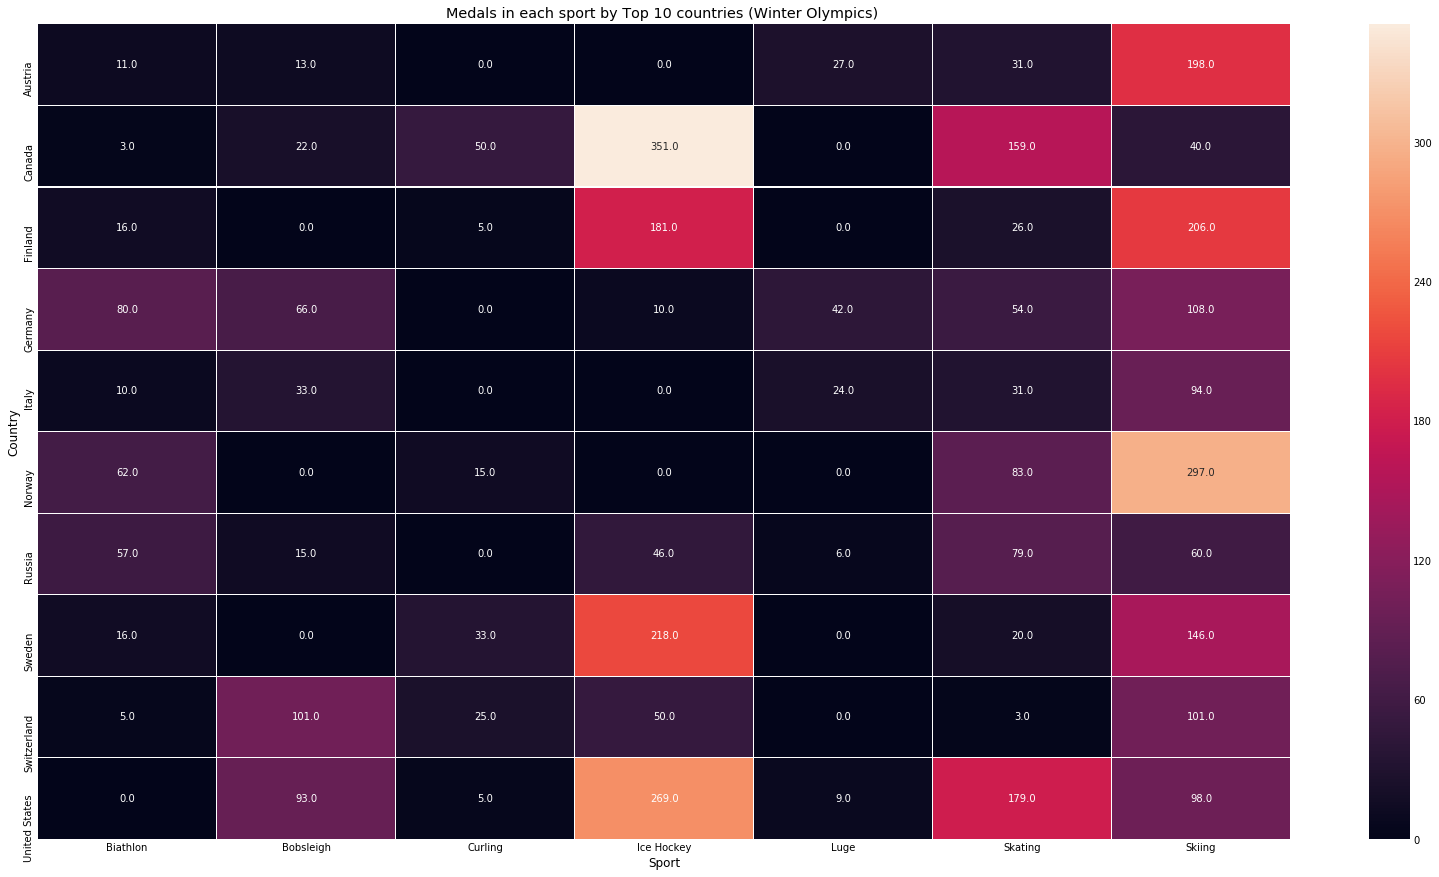 Medals in each sport by Top 10 countries (Winter Olympics)
Austria 11.0 13.0 0.0 0.0 27.0 31.0 198.0
Canada 3.0 22.0 50.0 351.0 0.0 159.0 40.0
Finland 16.0 0.0 5.0 181.0 0.0 26.0 206.0
Germany 80.0 66.0 0.0 10.0 42.0 54.0 108.0
Italy 10.0 33.0 0.0 0.0 24.0 31.0 94.0
Country
Norway 62.0 0.0 15.0 0.0 0.0 83.0 297.0
Russia 57.0 15.0 0.0 46.0 6.0 79.0 60.0
Sweden 16.0 0.0 33.0 218.0 0.0 20.0 146.0
Switzerland 5.0 101.0 25.0 50.0 0.0 3.0 101.0
United States 0.0 93.0 5.0 269.0 9.0 179.0 98.0
Biathlon Bobsleigh Curling Ice Hockey Luge Skating Skiing
Sport
300
240
180
120
60
0